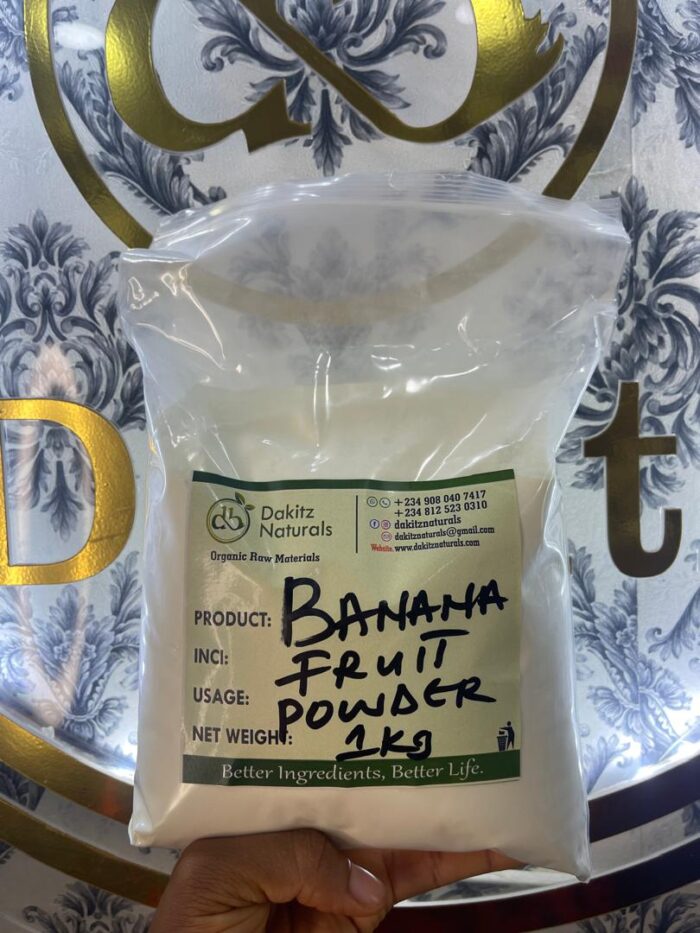 D
t
db
Dakitz
Naturals
Organic Raw Materials
+234 908 040 7417
+234 812 523 0310
dakitznaturals
dakitznaturals@gmail.com
Website. www.dakitznaturals.com
PRODUCT: BANANA
INCI: FRUIT
USAGE: POWDER
NET WEIGHT: 1kg
Better Ingredients, Better Life.